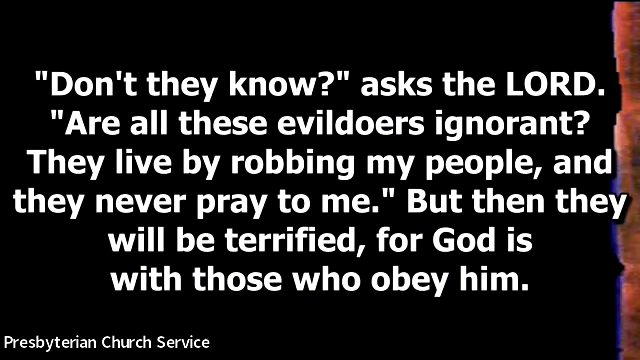 "Don't they know?" asks the LORD.
"Are all these evildoers ignorant?
They live by robbing my people, and
they never pray to me." But then they
will be terrified, for God is
with those who obey him.
Presbyterian Church Service